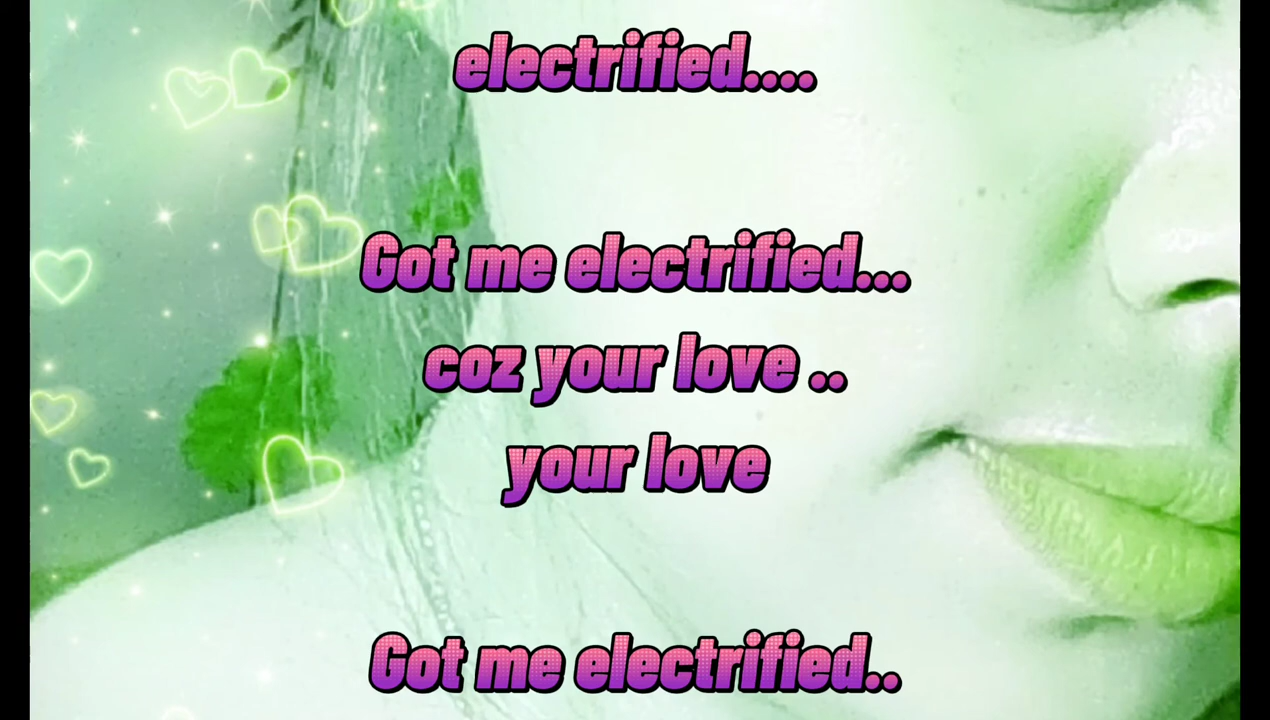 electrified....
Got me electrified...
coz your love ..
your love
Got me electrified..